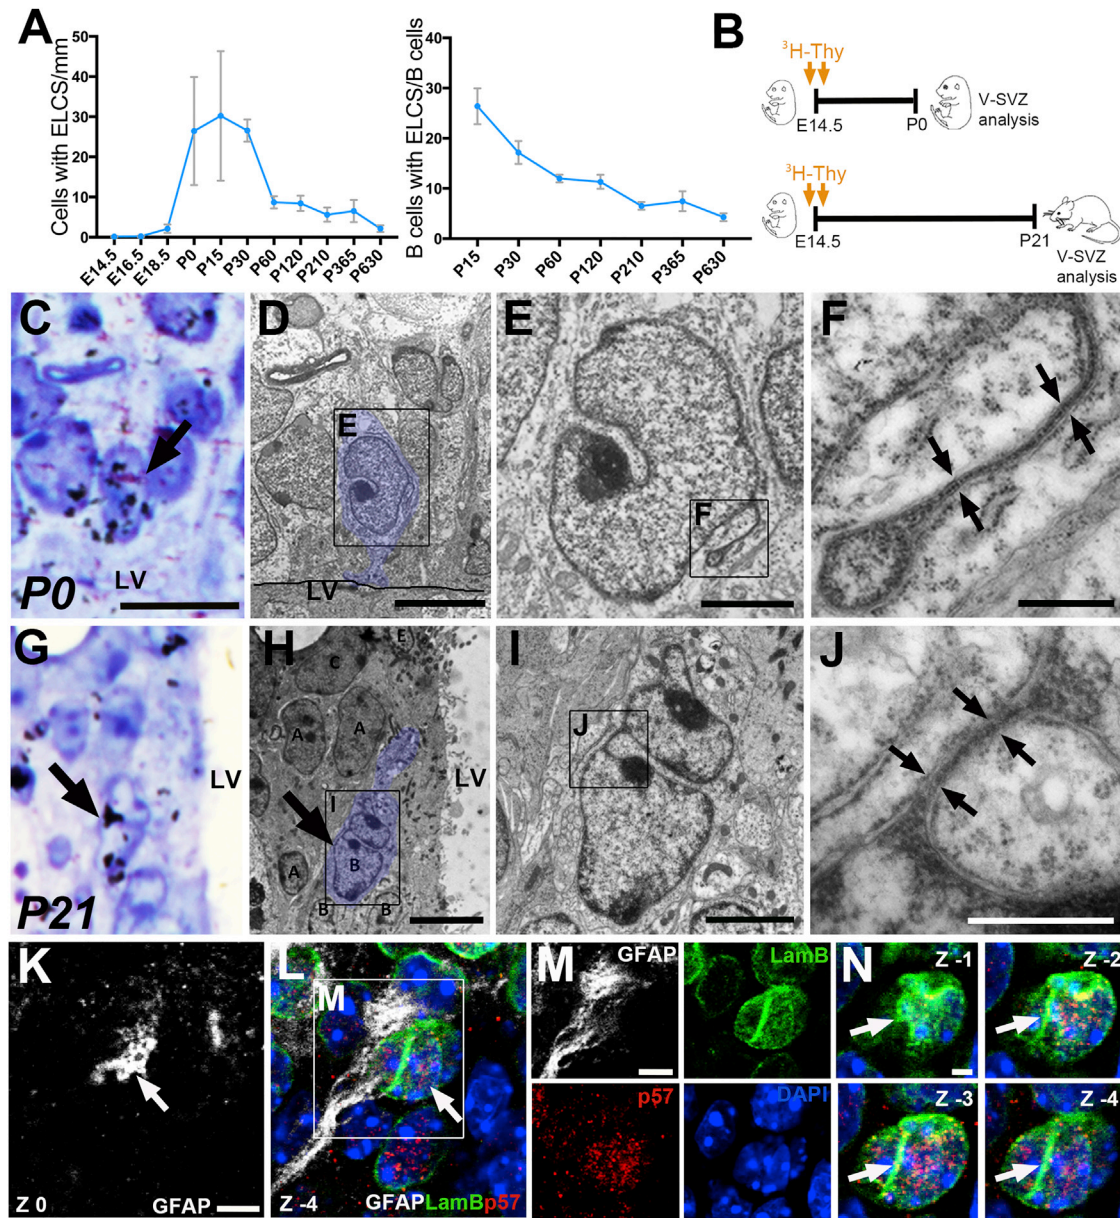 A
Cells with ELCS/mm
50
40
30
20
10
0
E14.5
E16.5
E18.5
P0
P15
P30
P60
P120
P210
P365
P630
B cells with ELCS/B cells
40
30
20
10
0
P15
P30
P60
P120
P210
P365
P630
B
³H-Thy
E14.5
P0
V-SVZ
analysis
³H-Thy
E14.5
P21
V-SVZ
analysis
C
LV
P0
D
E
LV
E
F
F
G
LV
P21
H
E
C
A
A
LV
I
B
A
B
B
I
J
J
K
Z 0
GFAP
L
M
Z -4
GFAPLamBp57
M
GFAP
LamB
p57
DAPI
N
Z -1
Z -2
Z -3
Z -4